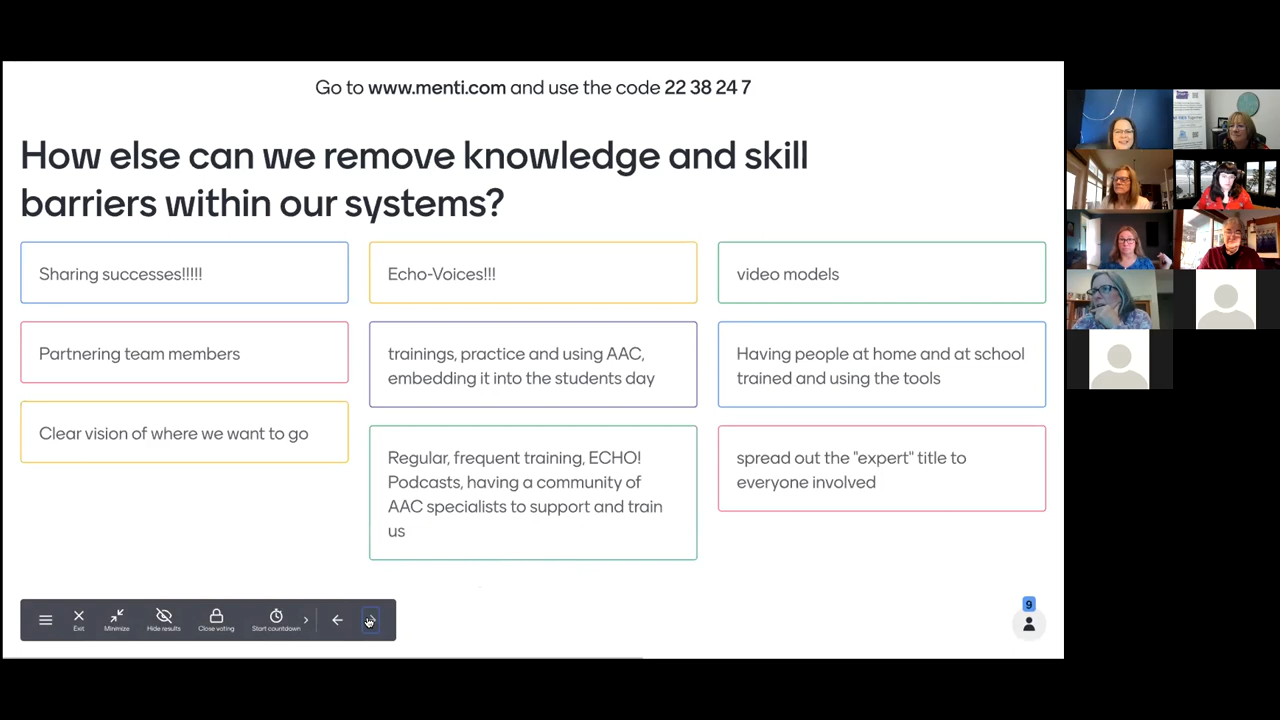 Go to www.menti.com and use the code 22 38 24 7
How else can we remove knowledge and skill
barriers within our systems?
Sharing successes!!!!!
Partnering team members
Clear vision of where we want to go
Echo-Voices!!!
trainings, practice and using AAC,
embedding it into the students day
Regular, frequent training, ECHO!
Podcasts, having a community of
AAC specialists to support and train
us
video models
Having people at home and at school
trained and using the tools
spread out the "expert" title to
everyone involved
Exit
Minimize
Hide results
Close voting
Start countdown
9